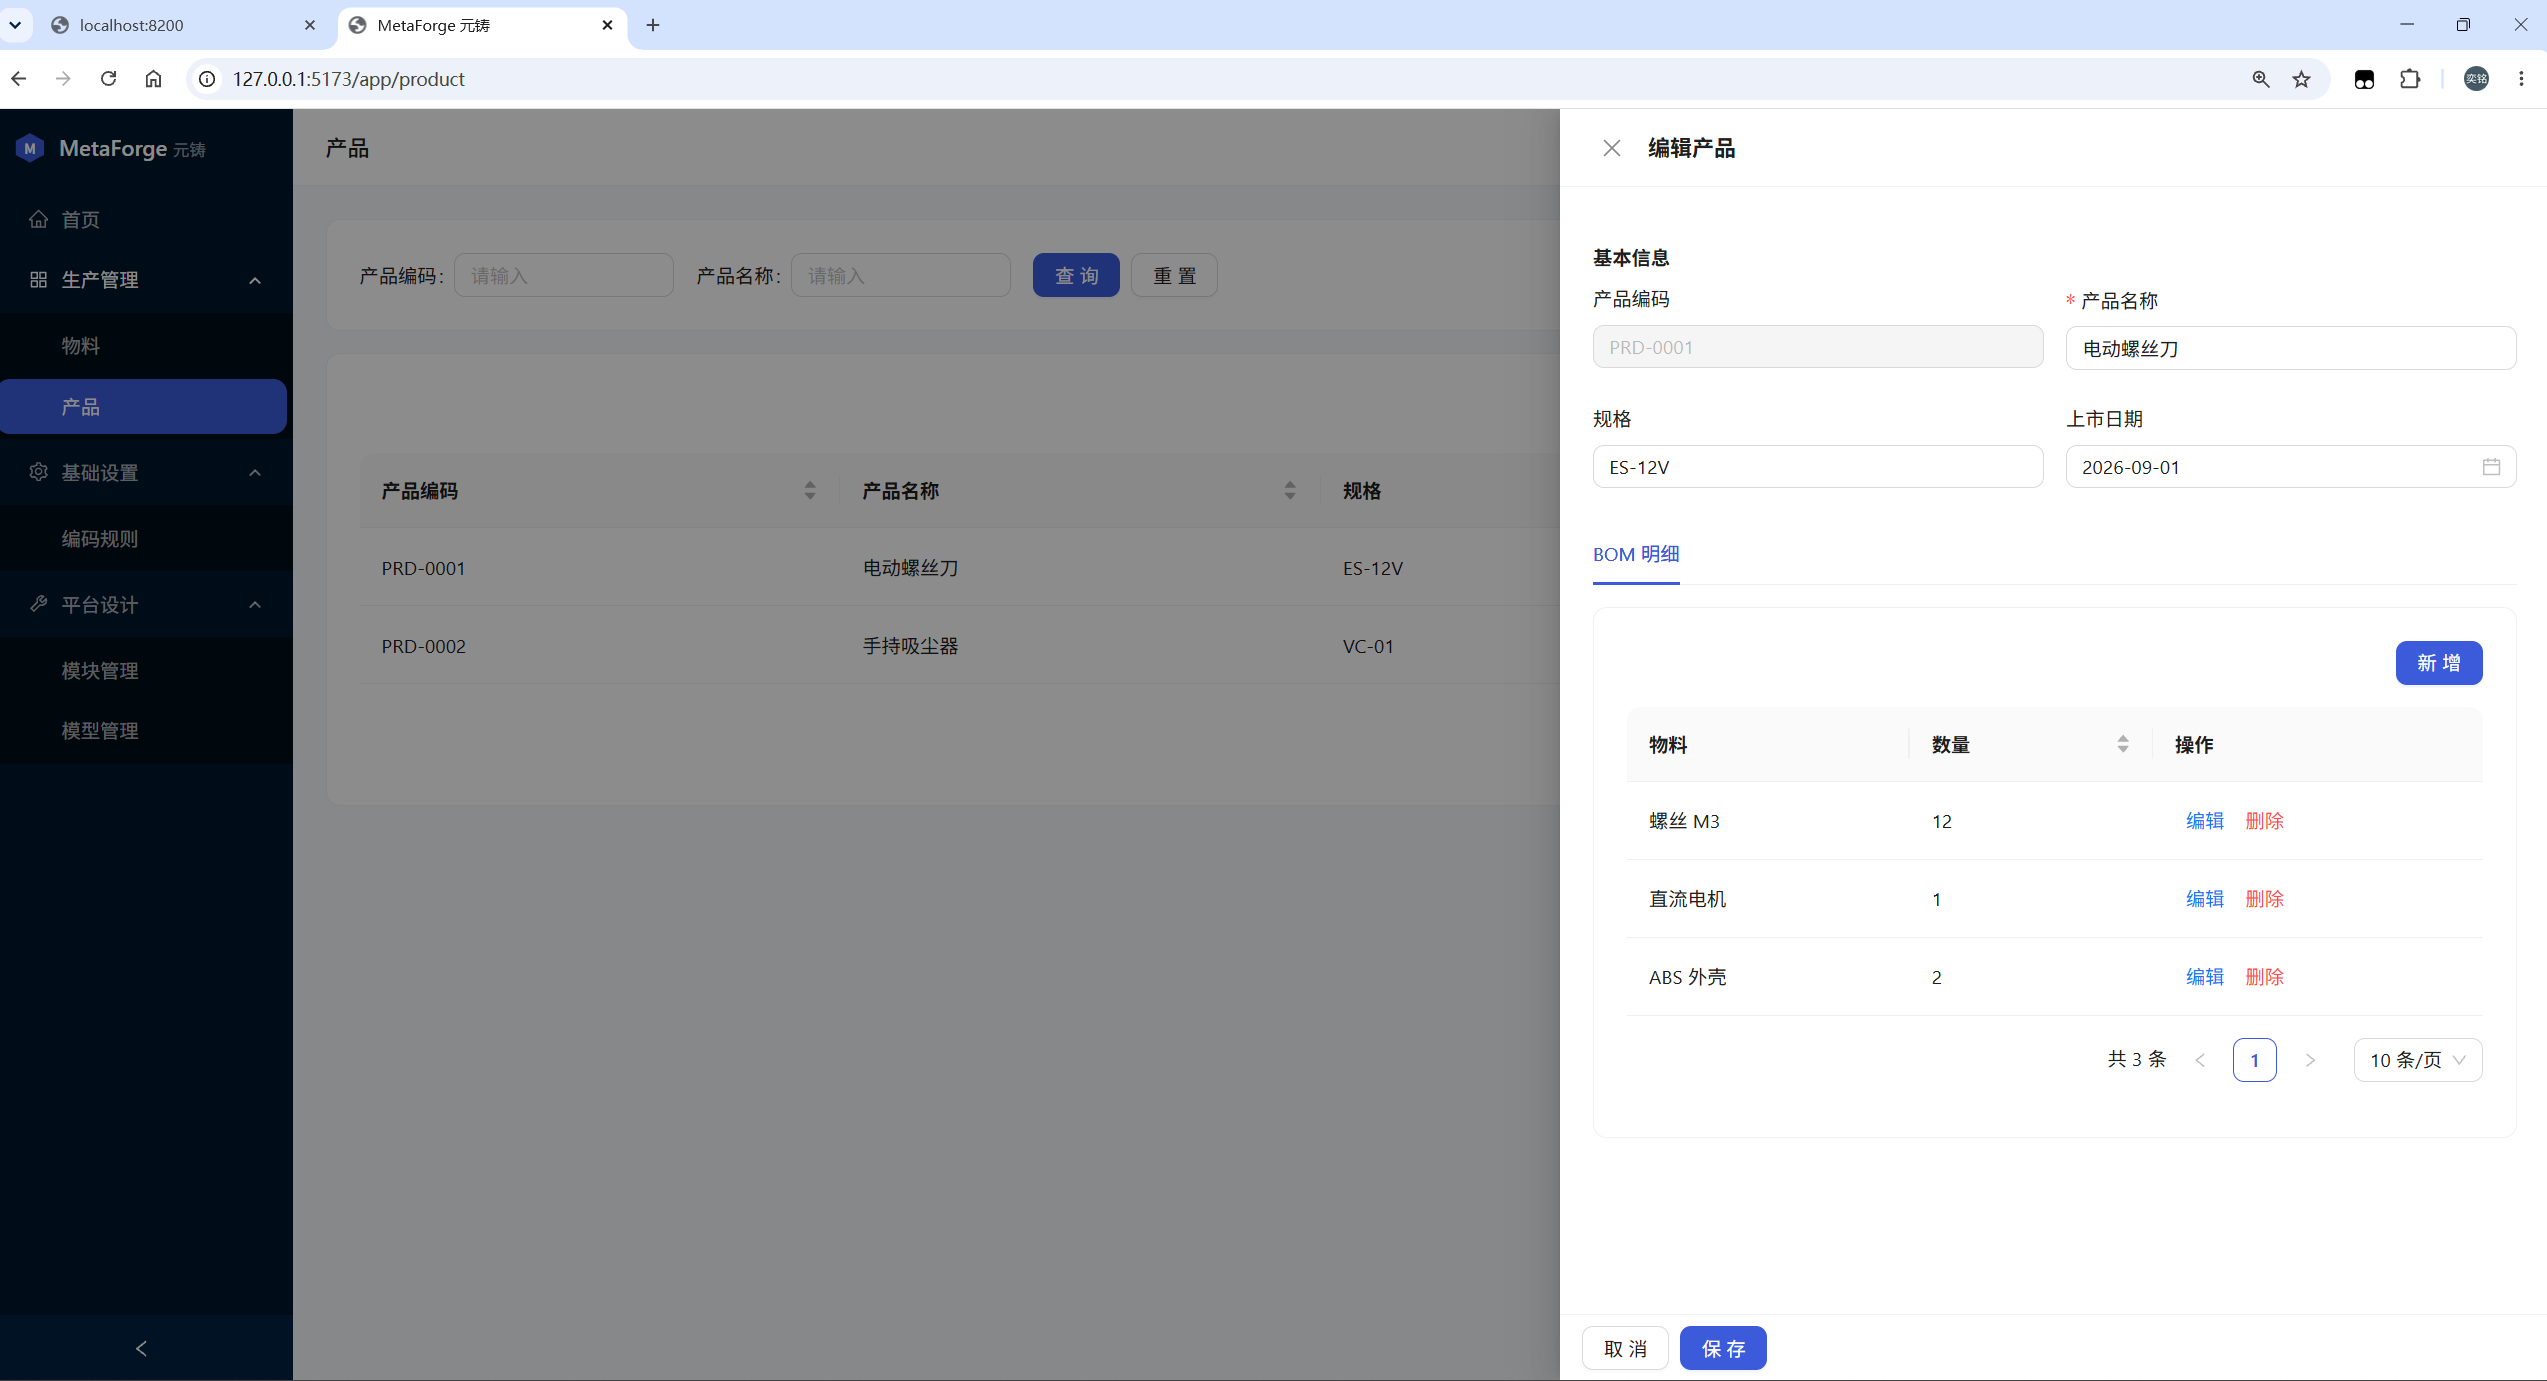 localhost:8200
MetaForge 元铸
127.0.0.1:5173/app/product
奕铭
M
MetaForge 元铸
首页
生产管理
物料
产品
基础设置
编码规则
平台设计
模块管理
模型管理
产品
产品编码: 请输入 产品名称: 请输入 查 询 重 置
产品编码 产品名称 规格
PRD-0001 电动螺丝刀 ES-12V
PRD-0002 手持吸尘器 VC-01
编辑产品
基本信息
产品编码 * 产品名称
PRD-0001 电动螺丝刀
规格 上市日期
ES-12V 2026-09-01
BOM 明细
新 增
物料 数量 操作
螺丝 M3 12 编辑 删除
直流电机 1 编辑 删除
ABS 外壳 2 编辑 删除
共 3 条 1 10 条/页
取 消 保 存